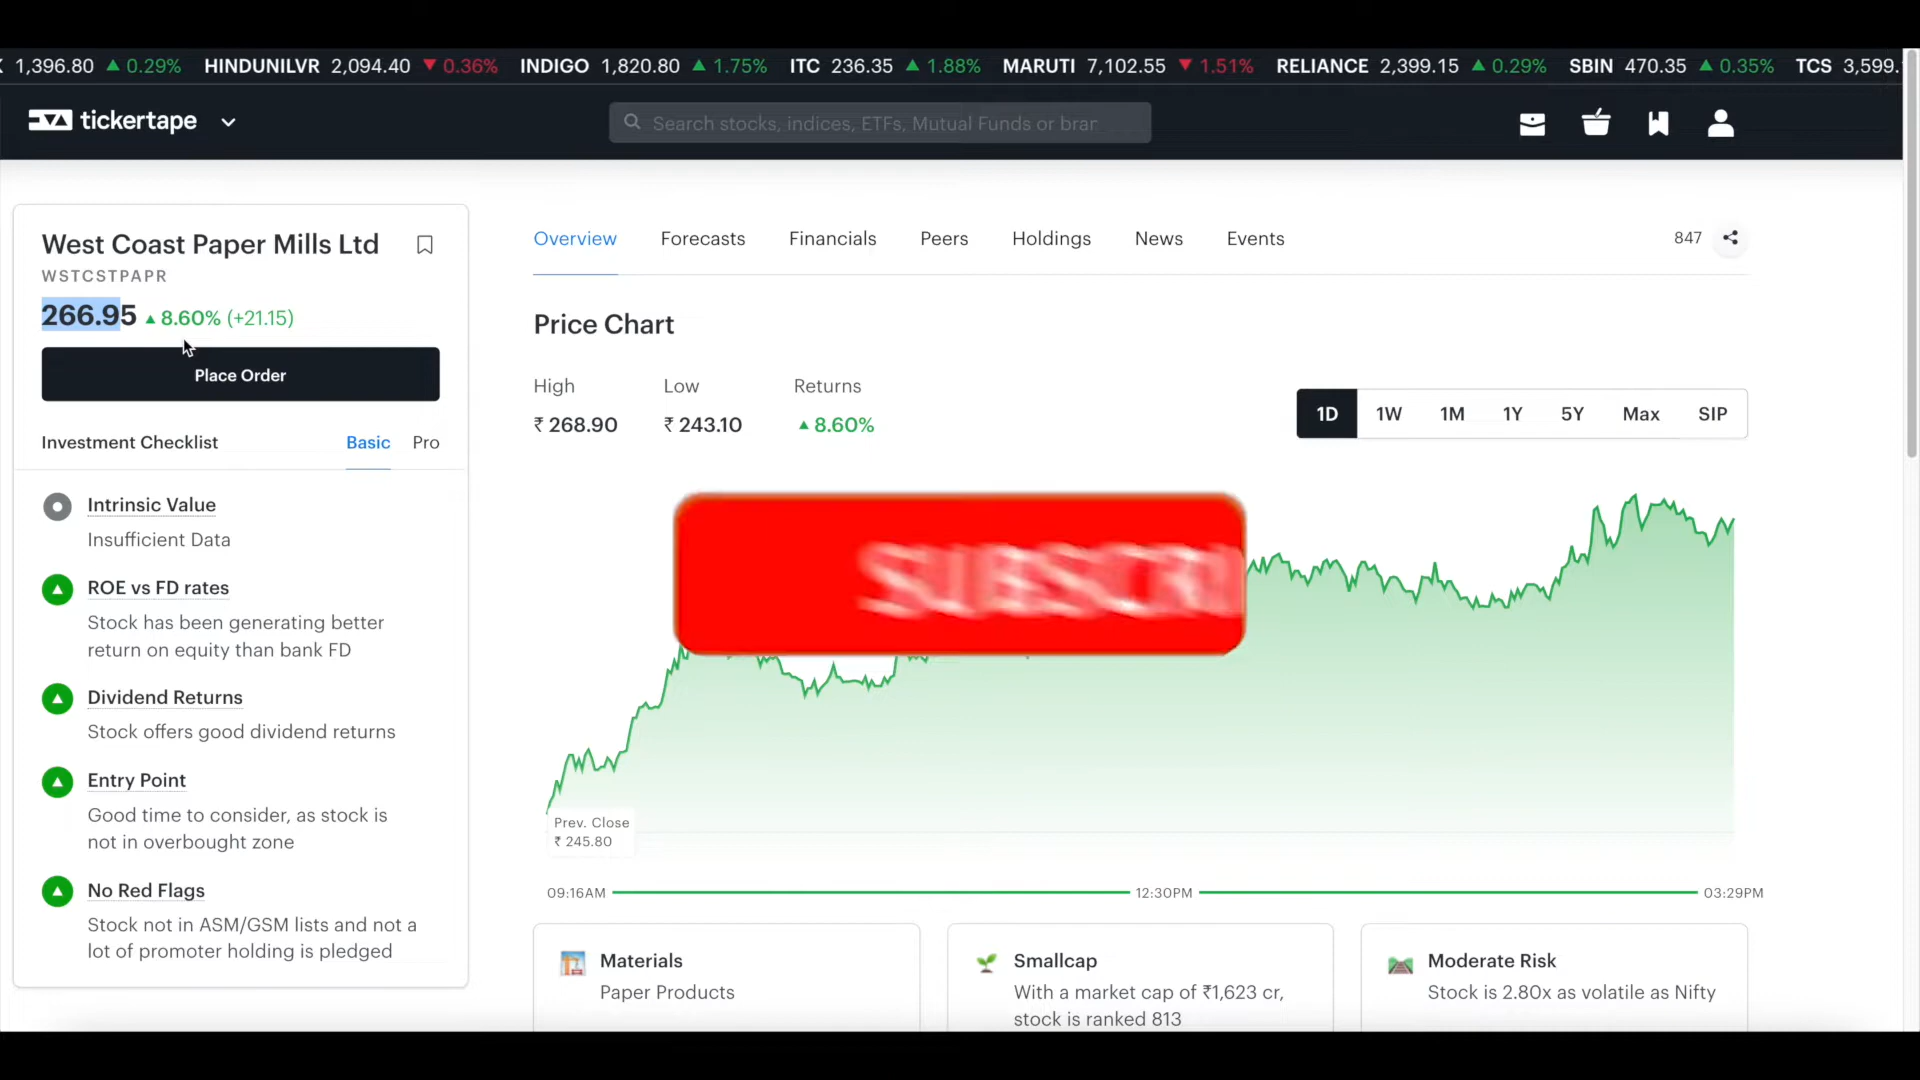 1,396.80 ▲ 0.29% HINDUNILVR 2,094.40 ▼ 0.36% INDIGO 1,820.80 ▲ 1.75% ITC 236.35 ▲ 1.88% MARUTI 7,102.55 ▼ 1.51% RELIANCE 2,399.15 ▲ 0.29% SBIN 470.35 ▲ 0.35% TCS 3,599.
tickertape
Search stocks, indices, ETFs, Mutual Funds or brar
West Coast Paper Mills Ltd
WSTCSTPAPR
266.95 ▲ 8.60% (+21.15)
Place Order
Investment Checklist Basic Pro
Intrinsic Value
Insufficient Data
ROE vs FD rates
Stock has been generating better
return on equity than bank FD
Dividend Returns
Stock offers good dividend returns
Entry Point
Good time to consider, as stock is
not in overbought zone
No Red Flags
Stock not in ASM/GSM lists and not a
lot of promoter holding is pledged
Overview Forecasts Financials Peers Holdings News Events 847
Price Chart
High Low Returns
₹ 268.90 ₹ 243.10 ▲ 8.60%
1D 1W 1M 1Y 5Y Max SIP
SUBSCRI
Prev. Close
₹ 245.80
09:16AM 12:30PM 03:29PM
Materials
Paper Products
Smallcap
With a market cap of ₹1,623 cr,
stock is ranked 813
Moderate Risk
Stock is 2.80x as volatile as Nifty